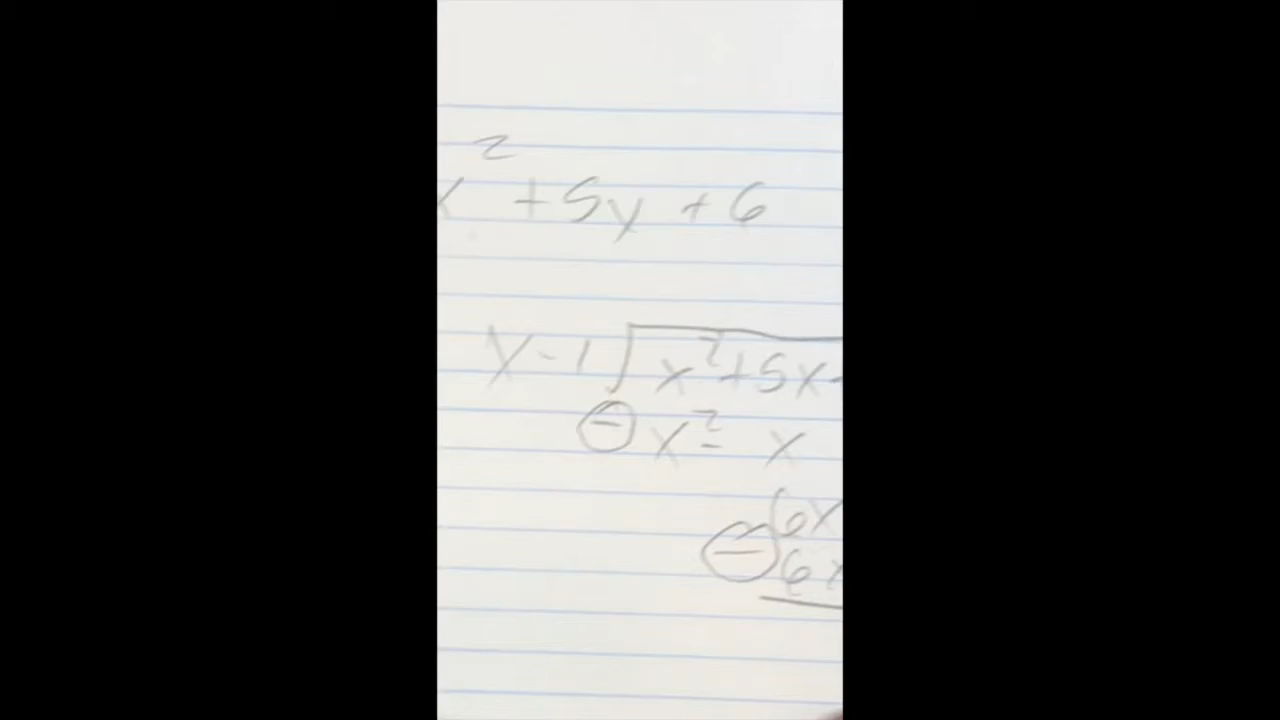 x² + 5y + 6
x - 1 | x² + 5x -
⊖ x² - x
6x
⊖ 6x